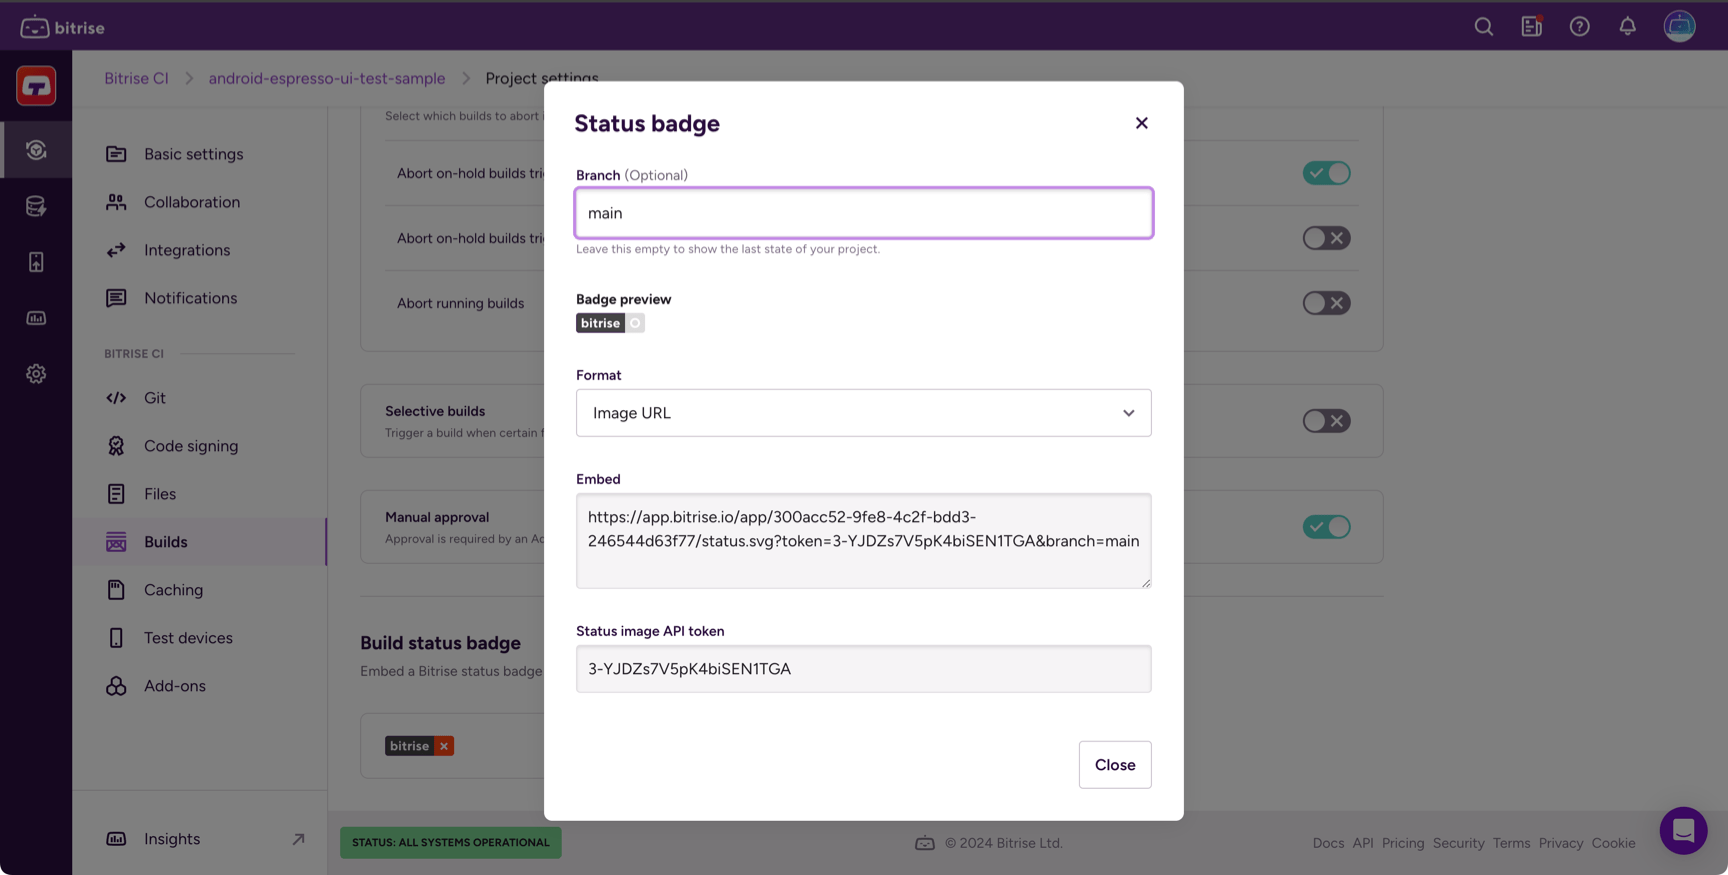 bitrise
Bitrise CI
android-espresso-ui-test-sample
Project settings
Basic settings
Collaboration
Integrations
Notifications
BITRISE CI
Git
Code signing
Files
Builds
Caching
Test devices
Add-ons
Insights
Select which builds to abort
Abort on-hold builds
Abort on-hold builds
Abort running builds
Selective builds
Trigger a build when certain
Manual approval
Approval is required by an
Build status badge
Embed a Bitrise status badge
bitrise
Status badge
Branch (Optional)
main
Leave this empty to show the last state of your project.
Badge preview
bitrise
Format
Image URL
Embed
https://app.bitrise.io/app/300acc52-9fe8-4c2f-bdd3-
246544d63f77/status.svg?token=3-YJDZs7V5pK4biSEN1TGA&branch=main
Status image API token
3-YJDZs7V5pK4biSEN1TGA
Close
STATUS: ALL SYSTEMS OPERATIONAL
© 2024 Bitrise Ltd.
Docs API Pricing Security Terms Privacy Cookie